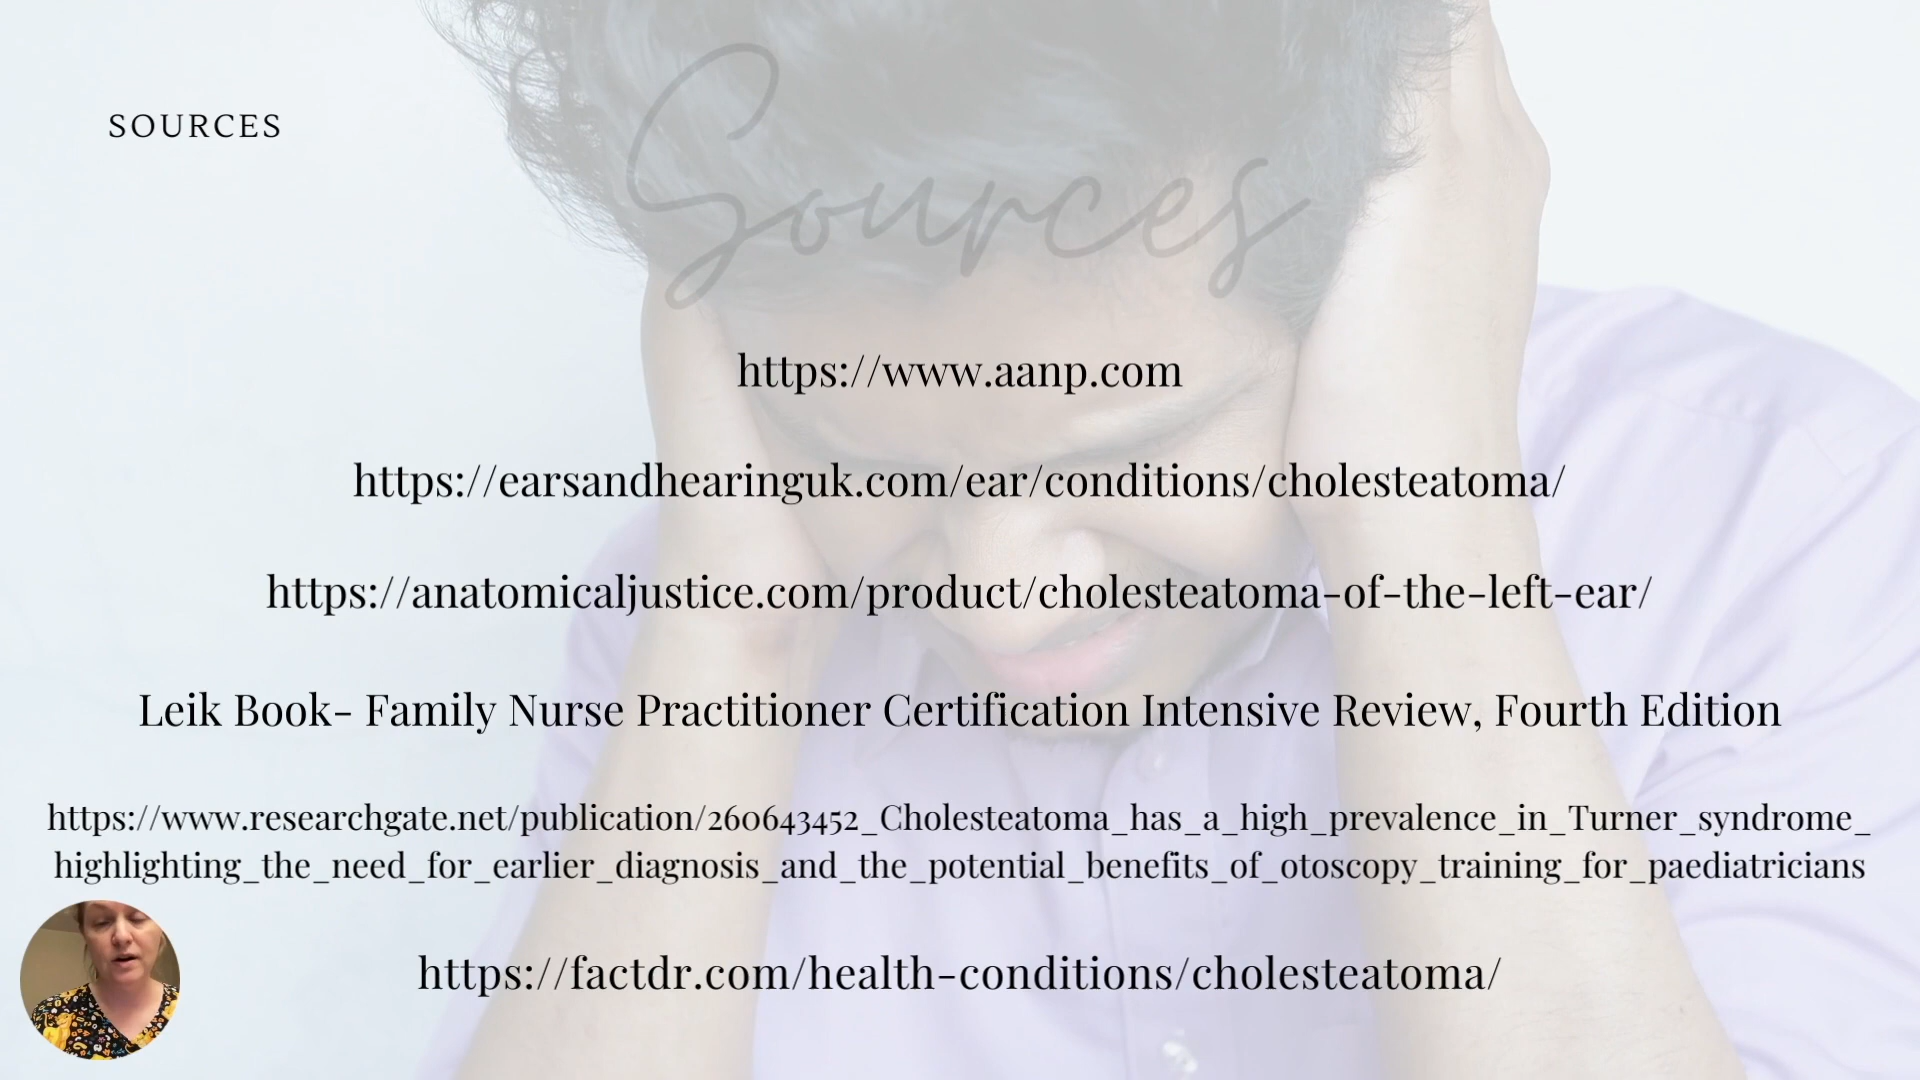 SOURCES
Sources
https://www.aanp.com
https://earsandhearinguk.com/ear/conditions/cholesteatoma/
https://anatomicaljustice.com/product/cholesteatoma-of-the-left-ear/
Leik Book- Family Nurse Practitioner Certification Intensive Review, Fourth Edition
https://www.researchgate.net/publication/260643452_Cholesteatoma_has_a_high_prevalence_in_Turner_syndrome_
highlighting_the_need_for_earlier_diagnosis_and_the_potential_benefits_of_otoscopy_training_for_paediatricians
https://factdr.com/health-conditions/cholesteatoma/